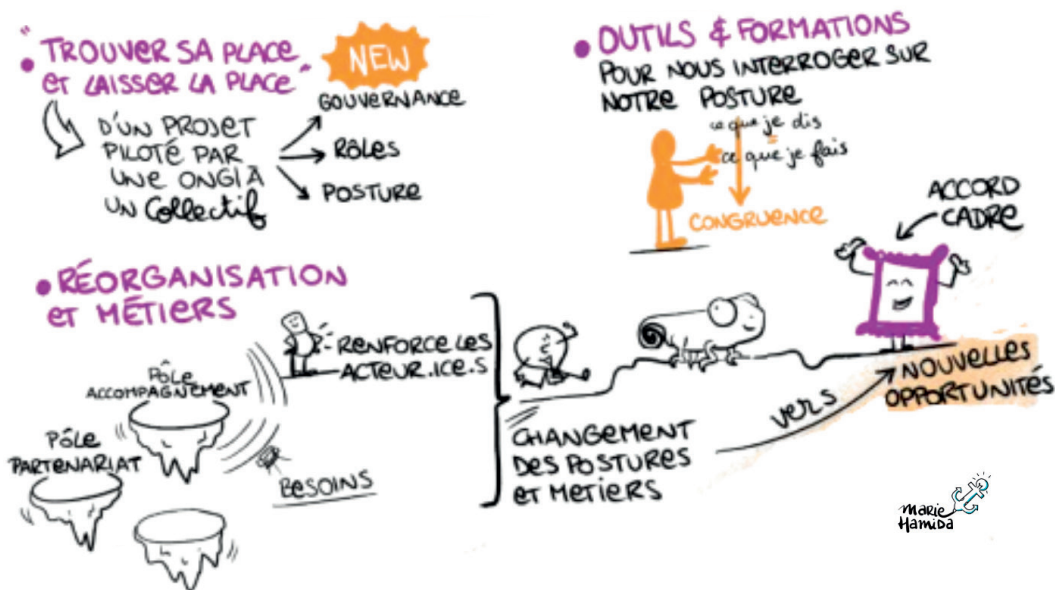 "TROUVER SA PLACE
ET LAISSER LA PLACE"
D'UN PROJET
PILOTÉ PAR
UNE ONGI À
UN Collectif
NEW
GOUVERNANCE
RÔLES
POSTURE
OUTILS & FORMATIONS
POUR NOUS INTERROGER SUR
NOTRE POSTURE
ce que je dis
ce que je fais
CONGRUENCE
ACCORD
CADRE
RÉORGANISATION
ET MÉTIERS
RENFORCE LES
ACTEUR.ICE.S
PÔLE
ACCOMPAGNEMENT
PÔLE
PARTENARIAT
BESOINS
CHANGEMENT
DES POSTURES
ET METIERS
VERS
NOUVELLES
OPPORTUNITÉS
Marie
Hamida